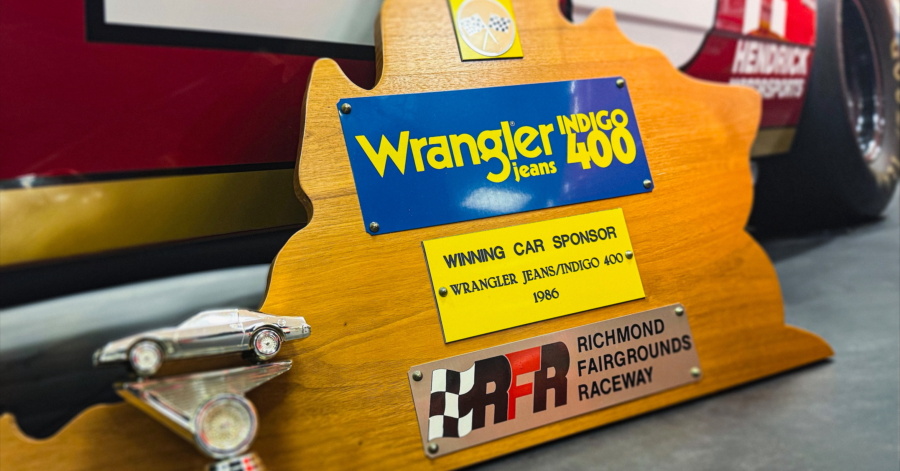 HENDRICK
MOTORSPORTS
Wrangler
jeans
INDIGO
400
WINNING CAR SPONSOR
WRANGLER JEANS/INDIGO 400
1986
RFR
RICHMOND
FAIRGROUNDS
RACEWAY